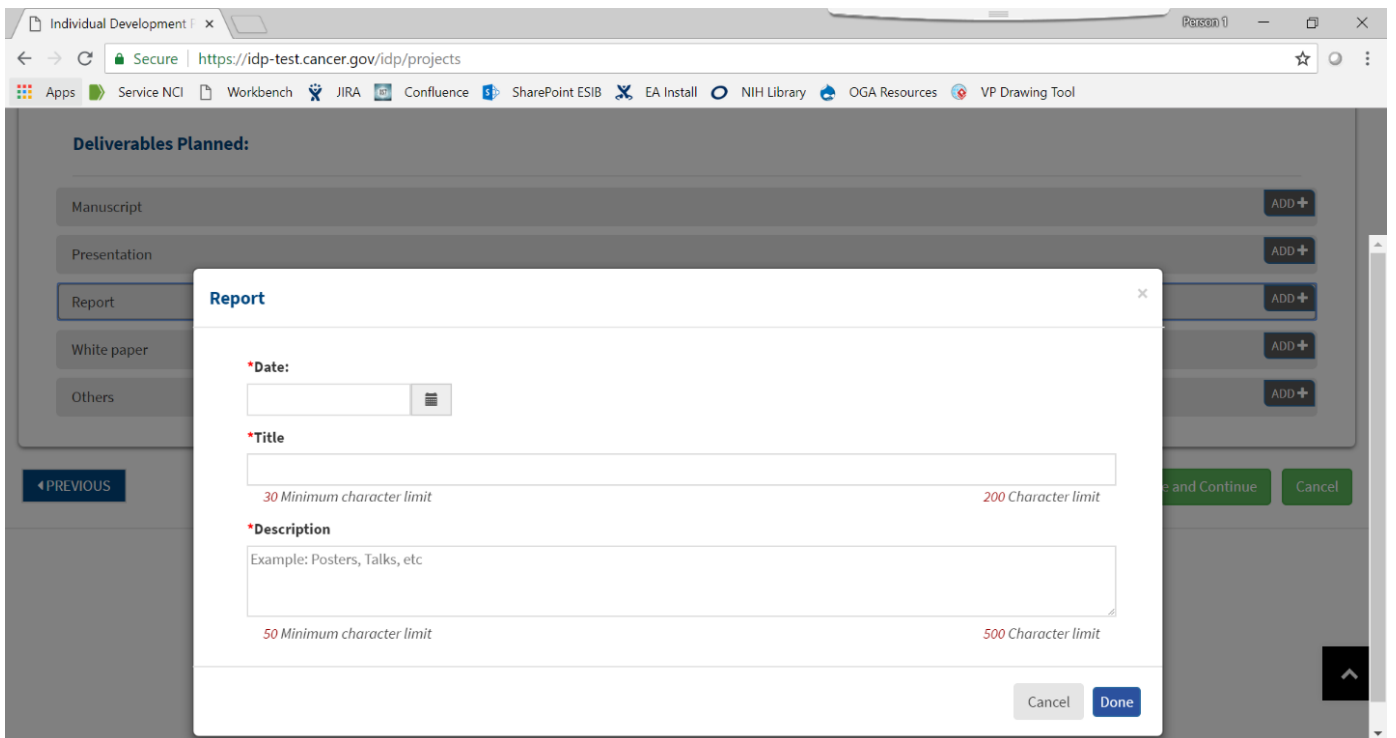 Individual Development P
Person 1
Secure https://idp-test.cancer.gov/idp/projects
Apps Service NCI Workbench JIRA Confluence SharePoint ESIB EA Install NIH Library OGA Resources VP Drawing Tool
Deliverables Planned:
Manuscript ADD
Presentation ADD
Report ADD
White paper ADD
Others ADD
Report
*Date:
*Title
30 Minimum character limit 200 Character limit
*Description
Example: Posters, Talks, etc
50 Minimum character limit 500 Character limit
Cancel Done
PREVIOUS e and Continue Cancel